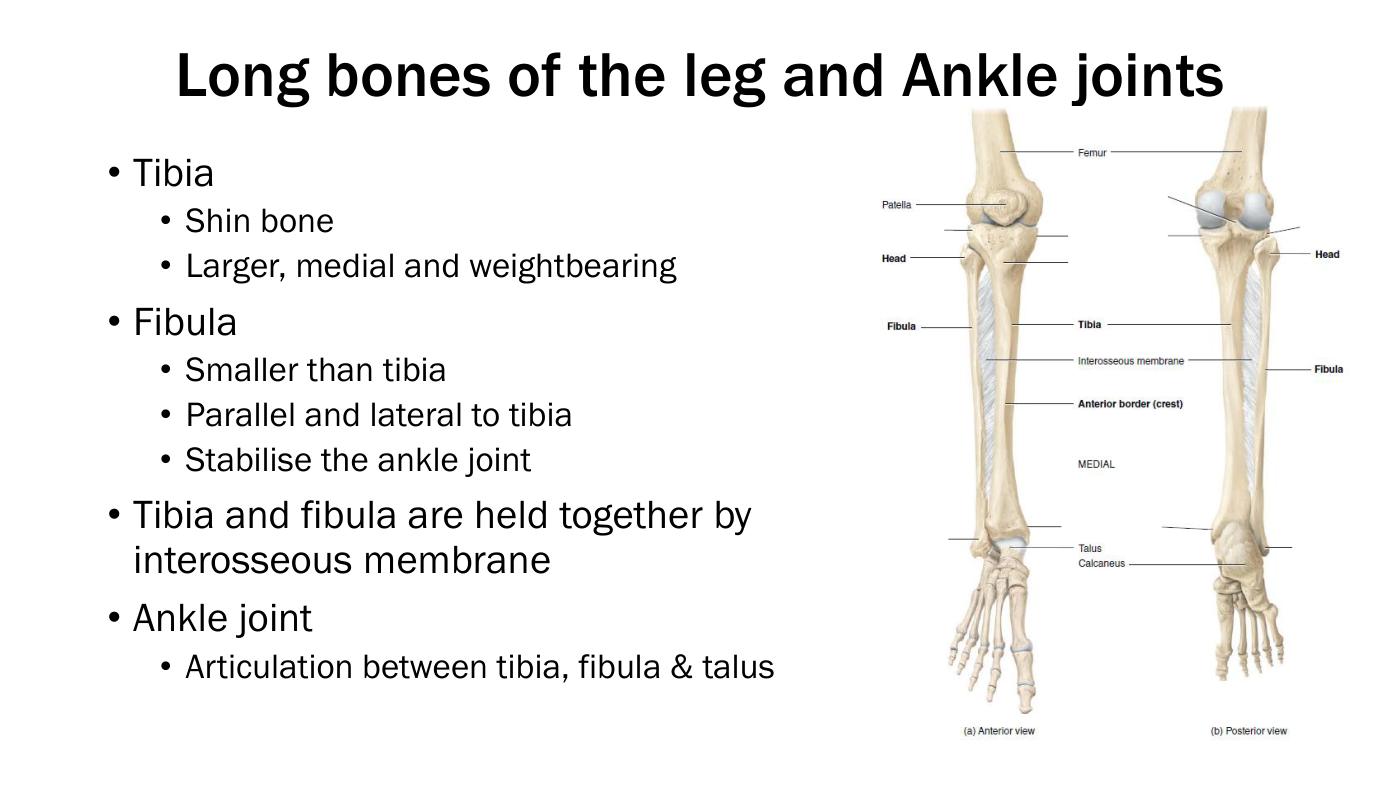 Long bones of the leg and Ankle joints
• Tibia
• Shin bone
• Larger, medial and weightbearing
• Fibula
• Smaller than tibia
• Parallel and lateral to tibia
• Stabilise the ankle joint
• Tibia and fibula are held together by
interosseous membrane
• Ankle joint
• Articulation between tibia, fibula & talus
Femur
Patella
Head
Head
Fibula
Tibia
Interosseous membrane
Fibula
Anterior border (crest)
MEDIAL
Talus
Calcaneus
(a) Anterior view
(b) Posterior view